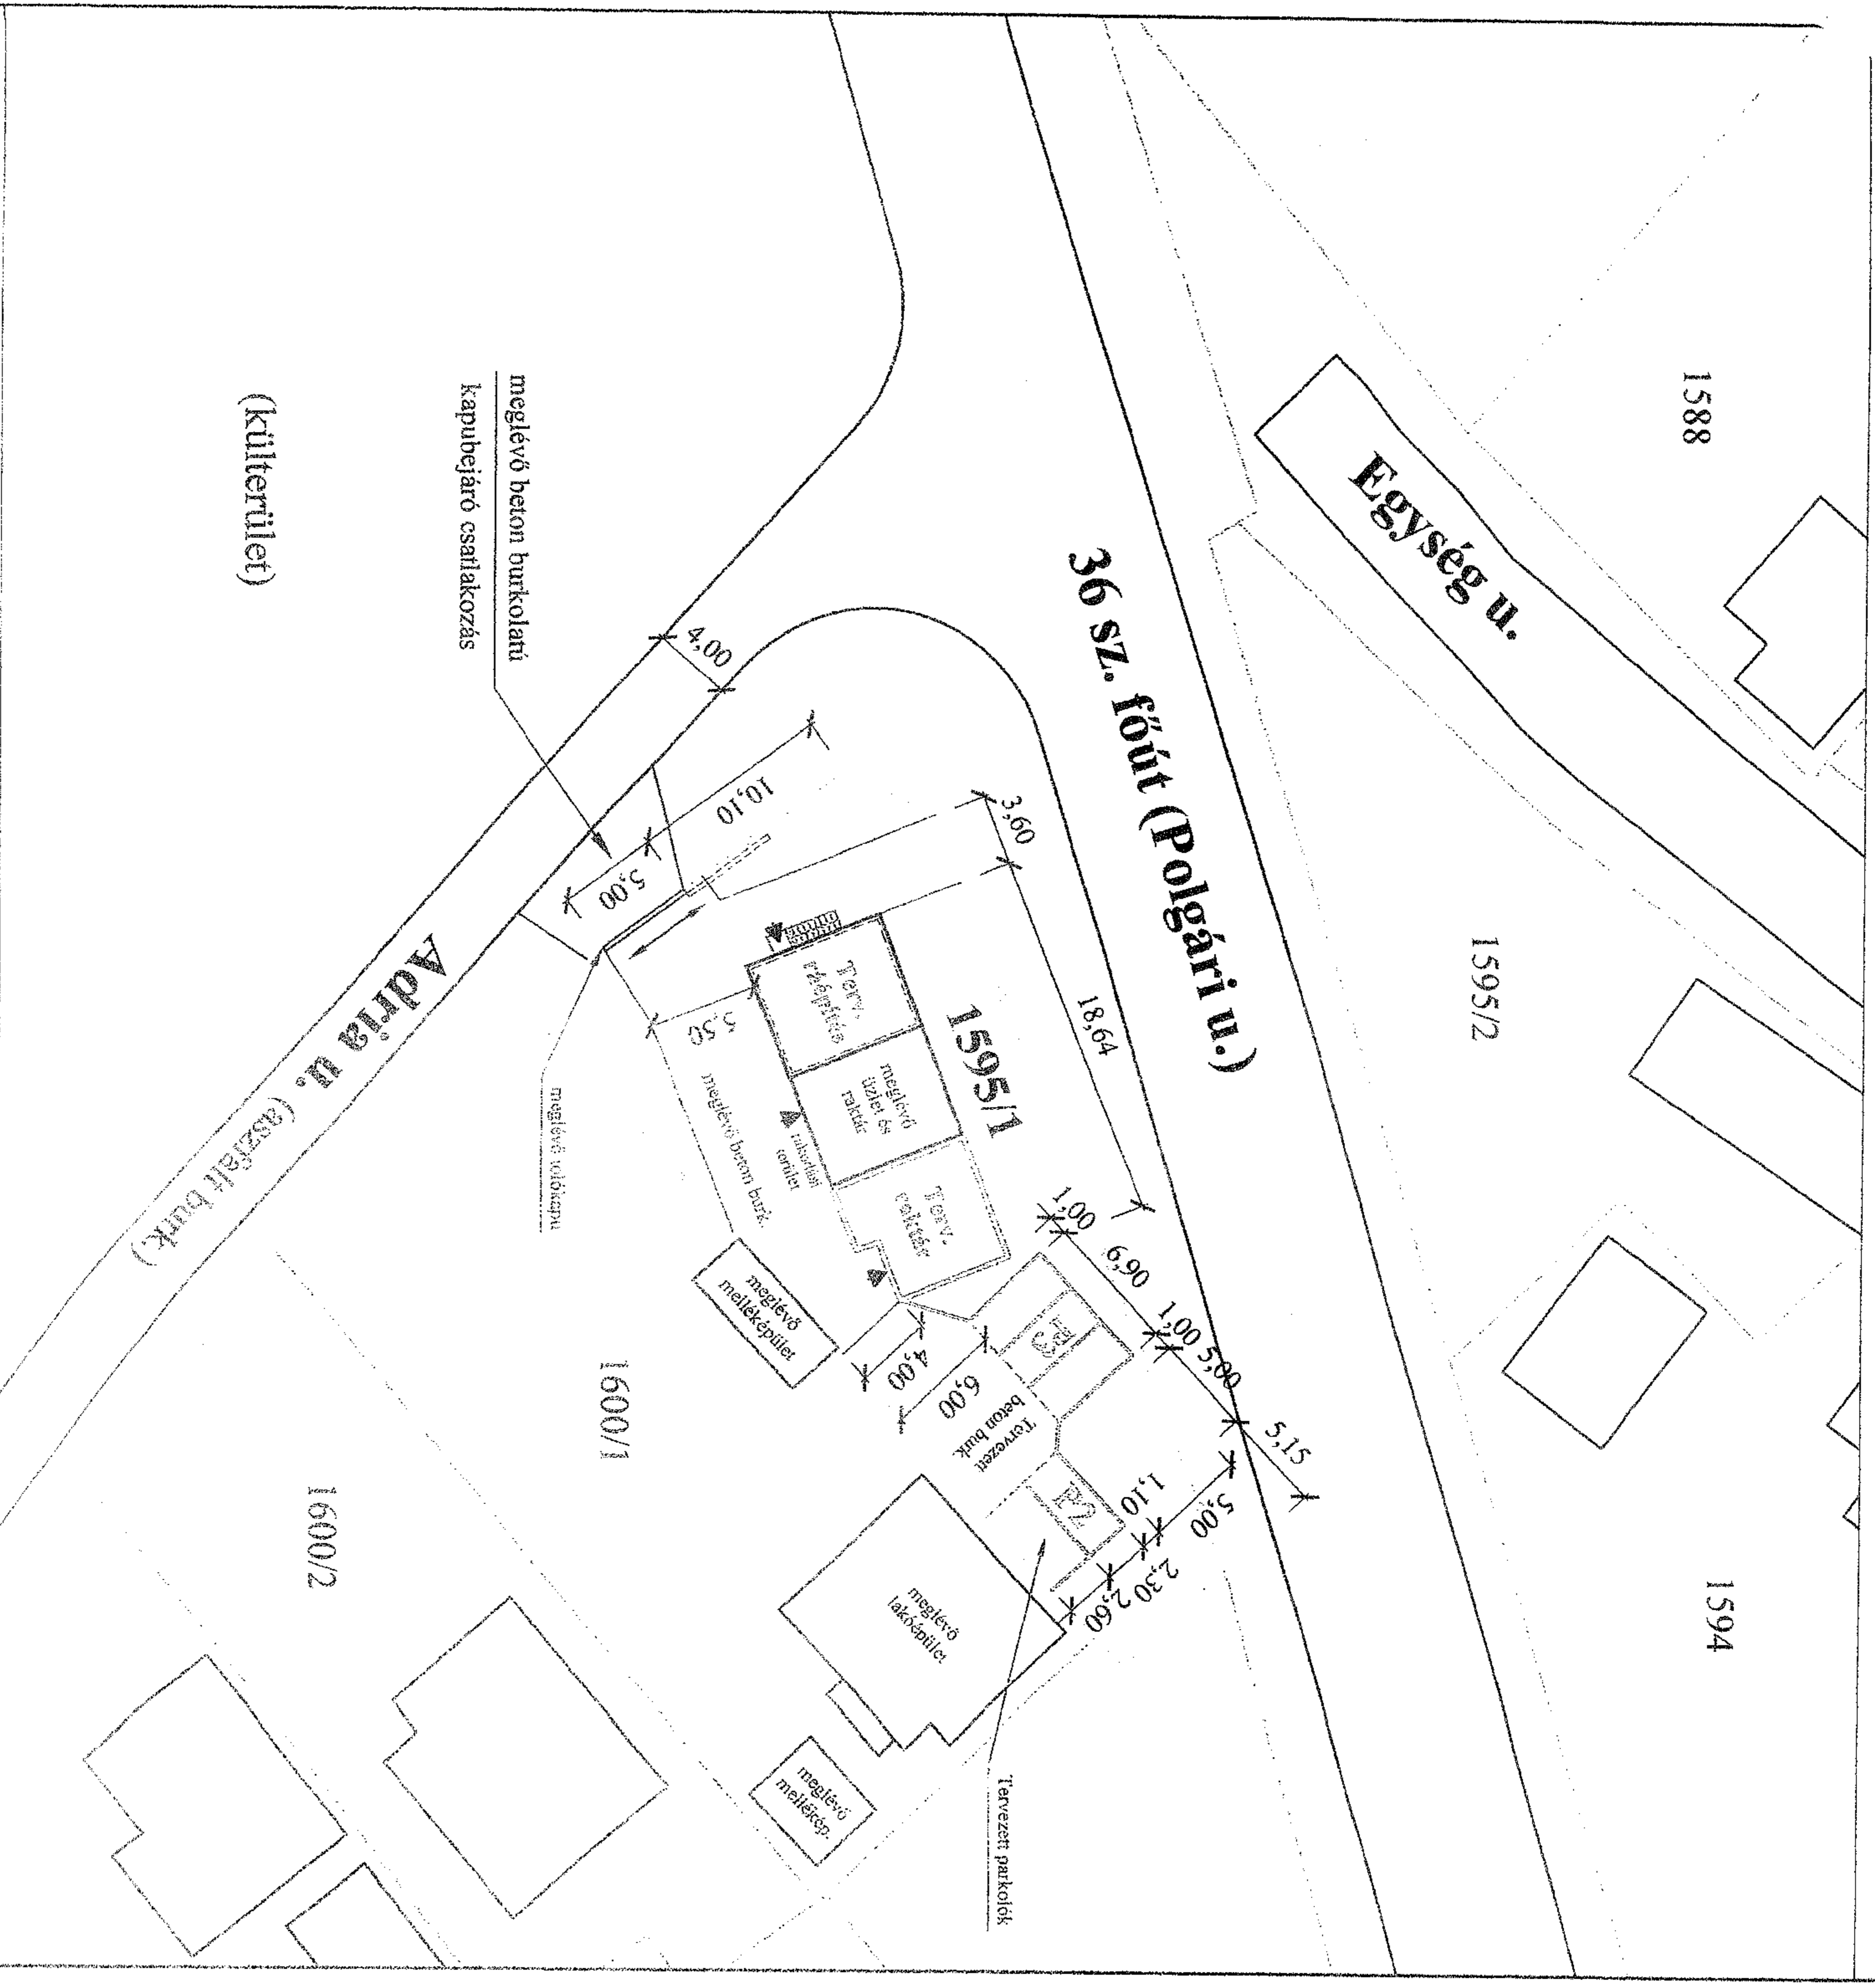 1588
Egység u.
1595/2
1594
36 sz. főút (Polgári u.)
1595/1
4,00
10,10
5,00
3,60
18,64
5,50
1,00
6,90
1,00
5,00
5,15
5,00
1,10
2,30
2,60
4,00
6,00
Terv.
meglévő
üzlet és
raktár
Terv.
raktár
rakodási
terület
meglévő beton burk.
P3
P2
Tervezett
beton burk.
meglévő
melléképület
meglévő
lakóépület
meglévő
mellékép.
Tervezett parkolók
meglévő beton burkolatú
kapubejáró csatlakozás
meglévő tolókapu
(külterület)
Adria u. (aszfalt burk.)
1600/1
1600/2